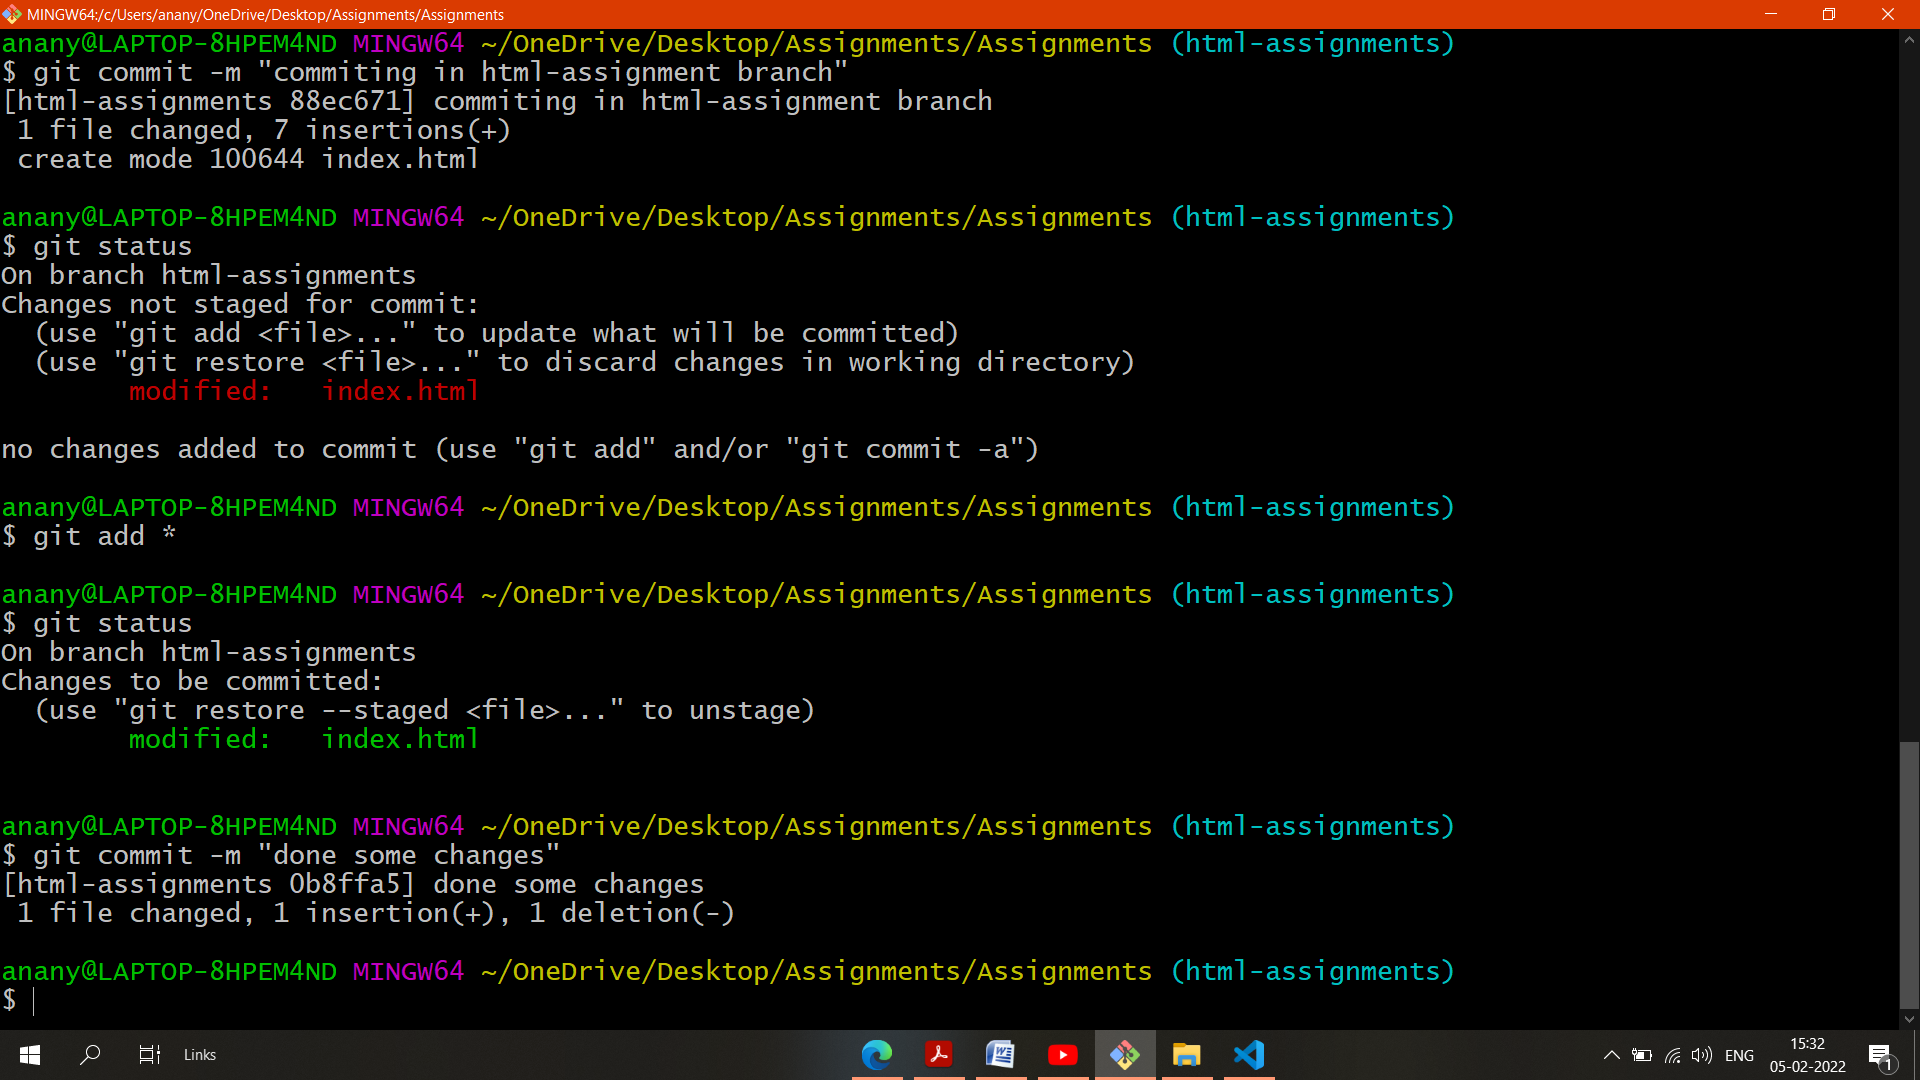 MINGW64:/c/Users/anany/OneDrive/Desktop/Assignments/Assignments
anany@LAPTOP-8HPEM4ND MINGW64 ~/OneDrive/Desktop/Assignments/Assignments (html-assignments)
$ git commit -m "commiting in html-assignment branch"
[html-assignments 88ec671] commiting in html-assignment branch
 1 file changed, 7 insertions(+)
 create mode 100644 index.html

anany@LAPTOP-8HPEM4ND MINGW64 ~/OneDrive/Desktop/Assignments/Assignments (html-assignments)
$ git status
On branch html-assignments
Changes not staged for commit:
  (use "git add <file>..." to update what will be committed)
  (use "git restore <file>..." to discard changes in working directory)
        modified:   index.html

no changes added to commit (use "git add" and/or "git commit -a")

anany@LAPTOP-8HPEM4ND MINGW64 ~/OneDrive/Desktop/Assignments/Assignments (html-assignments)
$ git add *

anany@LAPTOP-8HPEM4ND MINGW64 ~/OneDrive/Desktop/Assignments/Assignments (html-assignments)
$ git status
On branch html-assignments
Changes to be committed:
  (use "git restore --staged <file>..." to unstage)
        modified:   index.html

anany@LAPTOP-8HPEM4ND MINGW64 ~/OneDrive/Desktop/Assignments/Assignments (html-assignments)
$ git commit -m "done some changes"
[html-assignments 0b8ffa5] done some changes
 1 file changed, 1 insertion(+), 1 deletion(-)

anany@LAPTOP-8HPEM4ND MINGW64 ~/OneDrive/Desktop/Assignments/Assignments (html-assignments)
$
Links
ENG
15:32
05-02-2022
1